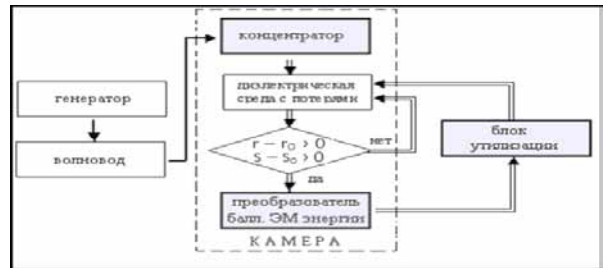 концентратор
диэлектрическая
среда с потерями
генератор
волновод
r – r₀ > 0
s – s₀ > 0
нет
да
блок
утилизации
преобразователь
балл. ЭМ энергии
КАМЕРА